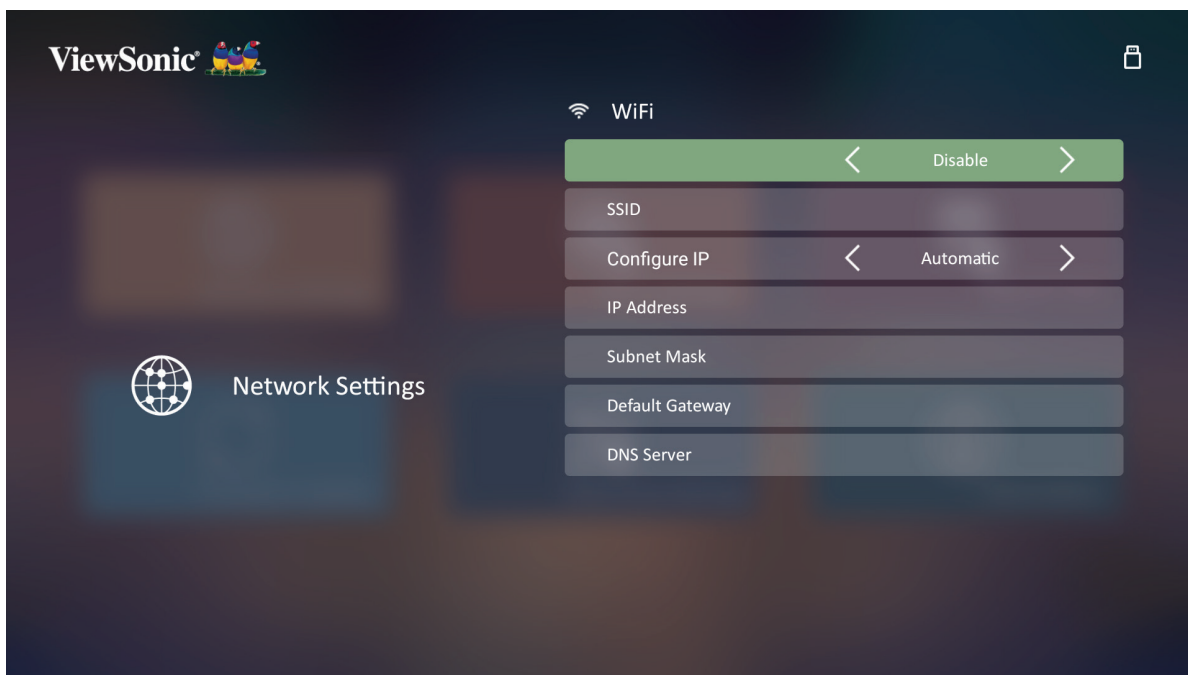 ViewSonic®
WiFi
Disable
SSID
Configure IP Automatic
IP Address
Subnet Mask
Network Settings
Default Gateway
DNS Server